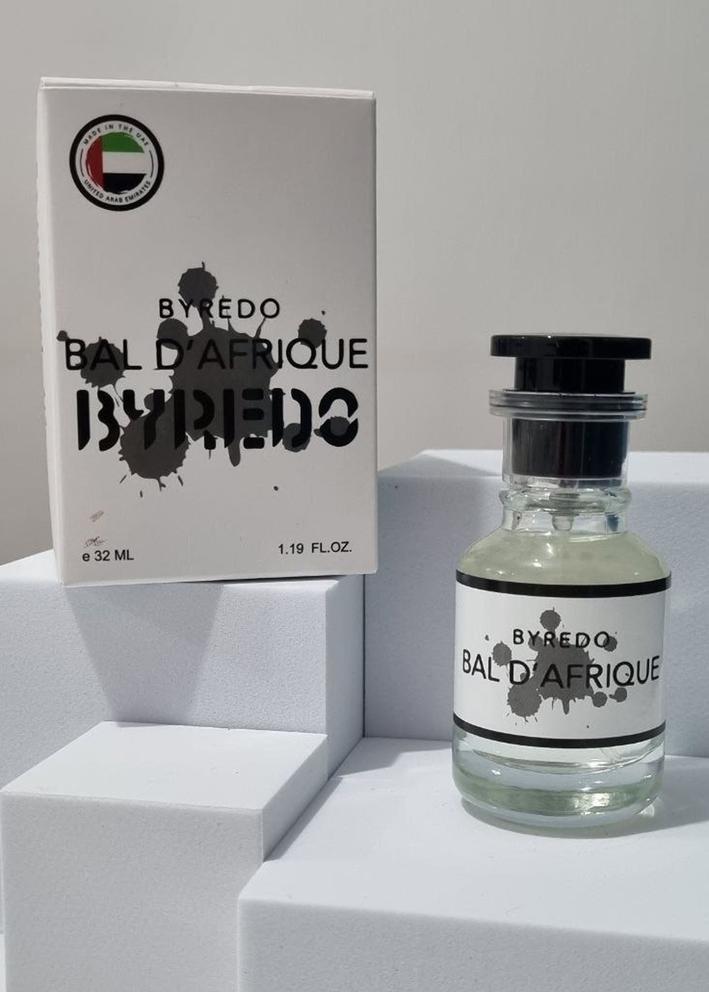 MADE IN THE UAE
UNITED ARAB EMIRATES
BYREDO
BAL D'AFRIQUE
BYREDO
e 32 ML
1.19 FL.OZ.
BYREDO
BAL D'AFRIQUE